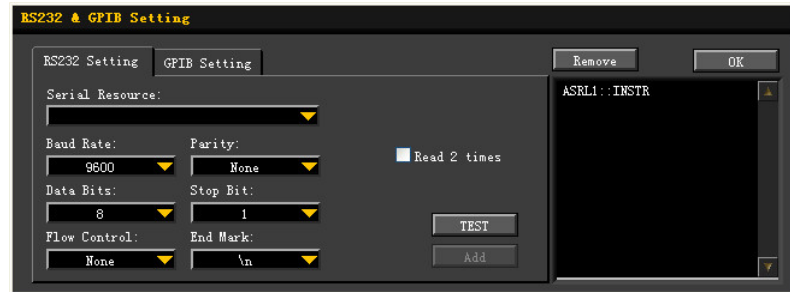 RS232 & GPIB Setting
RS232 Setting GPIB Setting
Remove OK
Serial Resource:
ASRL1::INSTR
Baud Rate: Parity:
9600 None
Read 2 times
Data Bits: Stop Bit:
8 1
TEST
Flow Control: End Mark:
None \n
Add